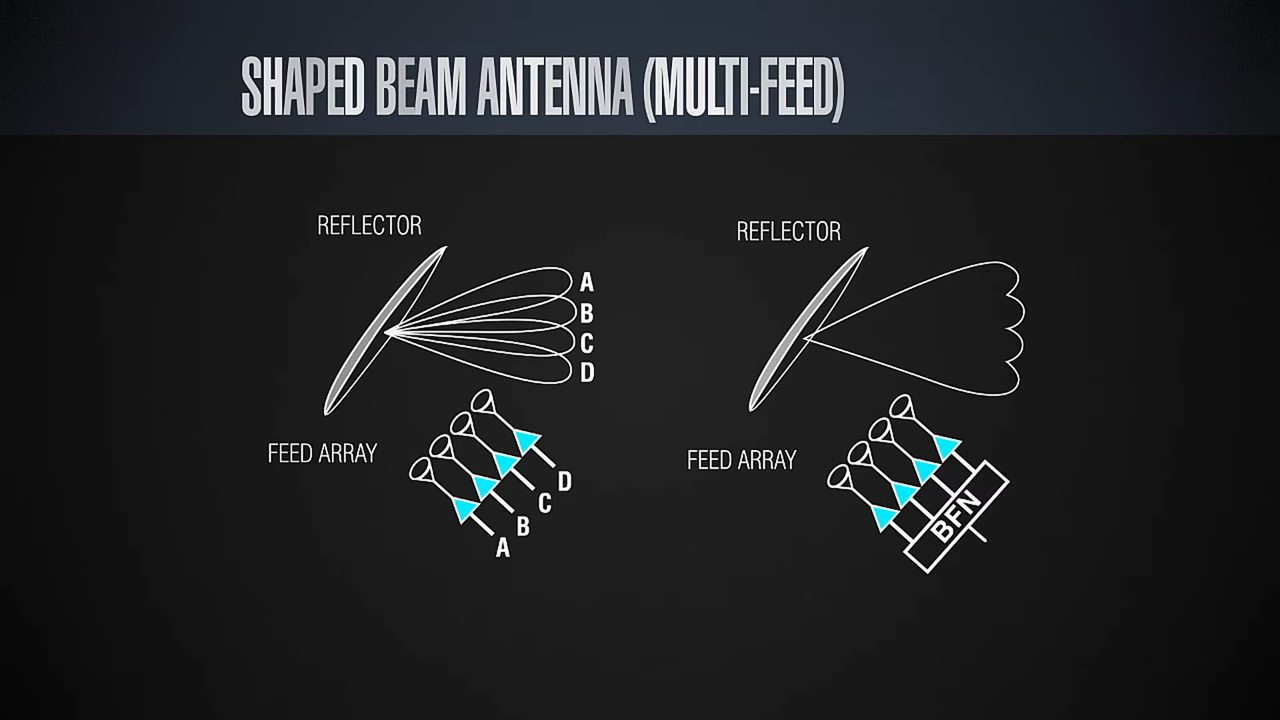 SHAPED BEAM ANTENNA (MULTI-FEED)
REFLECTOR
A
B
C
D
FEED ARRAY
D
C
B
A
REFLECTOR
FEED ARRAY
BFN